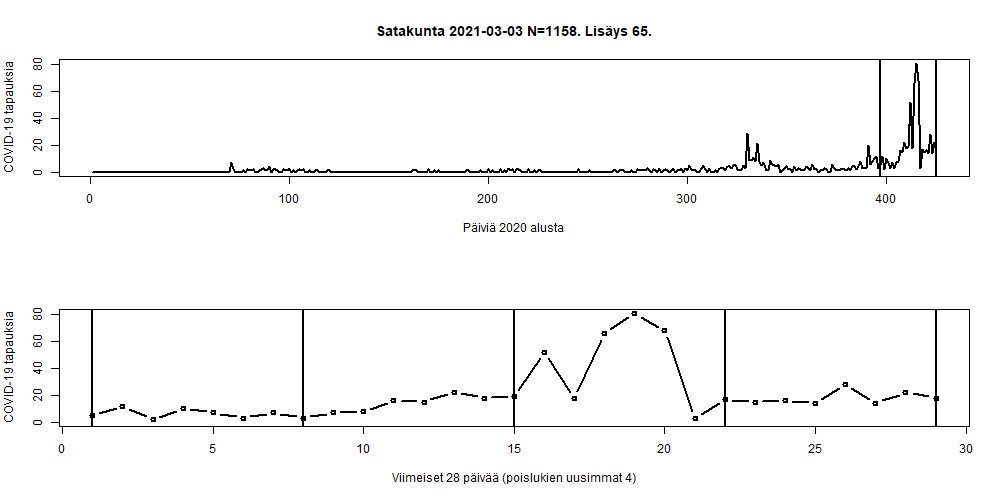 Satakunta 2021-03-03 N=1158. Lisäys 65.
COVID-19 tapauksia
0 20 40 60 80
0 100 200 300 400
Päiviä 2020 alusta
COVID-19 tapauksia
0 20 40 60 80
0 5 10 15 20 25 30
Viimeiset 28 päivää (poislukien uusimmat 4)